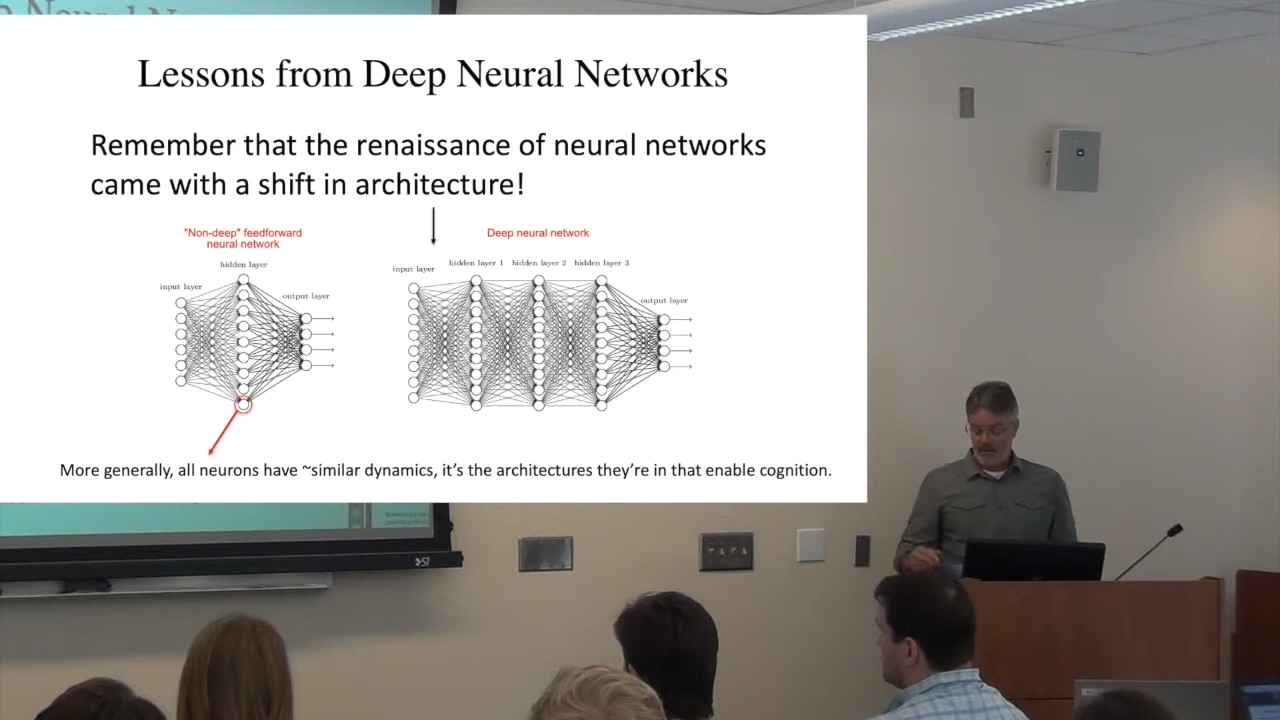 Lessons from Deep Neural Networks
Remember that the renaissance of neural networks
came with a shift in architecture!
"Non-deep" feedforward
neural network
hidden layer
input layer
output layer
Deep neural network
hidden layer 1 hidden layer 2 hidden layer 3
input layer
output layer
More generally, all neurons have ~similar dynamics, it's the architectures they're in that enable cognition.